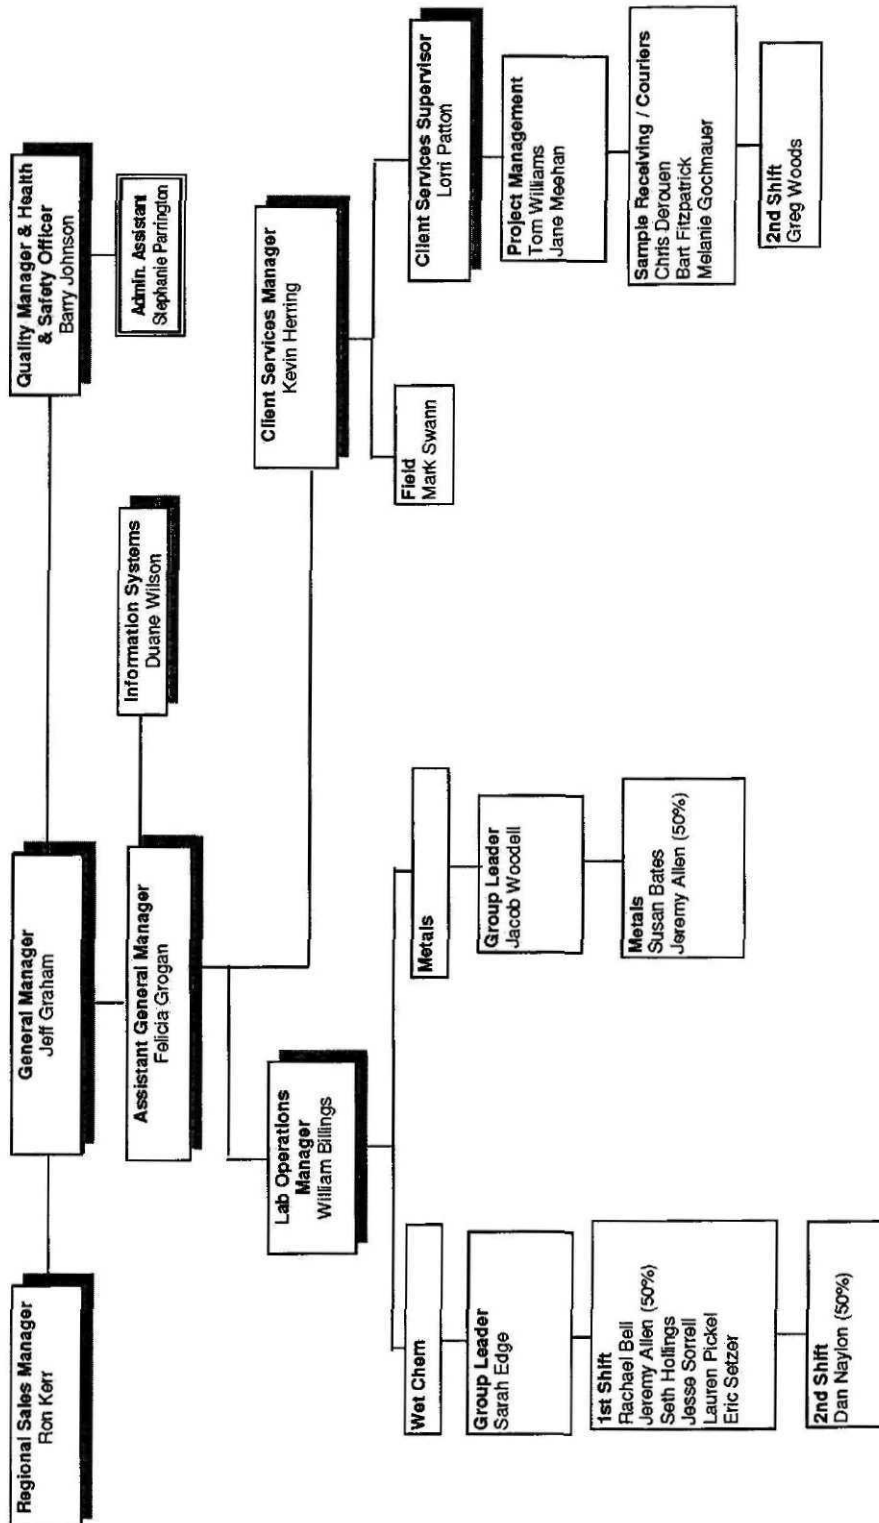 Regional Sales Manager
Ron Kerr
General Manager
Jeff Graham
Quality Manager & Health
& Safety Officer
Barry Johnson
Admin. Assistant
Stephanie Parrington
Assistant General Manager
Felicia Grogan
Information Systems
Duane Wilson
Lab Operations
Manager
William Billings
Client Services Manager
Kevin Herring
Wet Chem
Group Leader
Sarah Edge
1st Shift
Rachael Bell
Jeremy Allen (50%)
Seth Hollings
Jesse Sorrell
Lauren Pickel
Eric Setzer
2nd Shift
Dan Naylon (50%)
Metals
Group Leader
Jacob Woodell
Metals
Susan Bates
Jeremy Allen (50%)
Field
Mark Swann
Client Services Supervisor
Lorri Patton
Project Management
Tom Williams
Jane Meehan
Sample Receiving / Couriers
Chris Derouen
Bart Fitzpatrick
Melanie Gochnauer
2nd Shift
Greg Woods